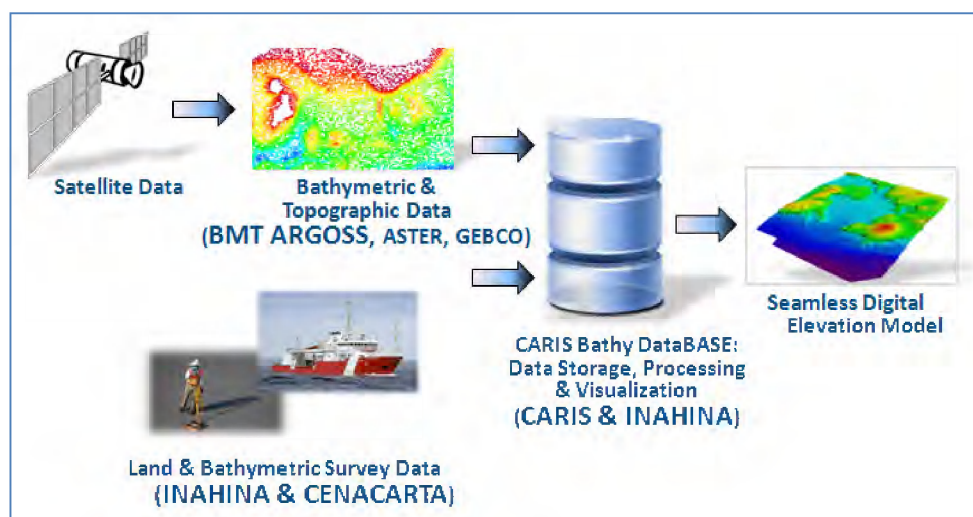 Satellite Data
Bathymetric &
Topographic Data
(BMT ARGOSS, ASTER, GEBCO)
Land & Bathymetric Survey Data
(INAHINA & CENACARTA)
CARIS Bathy DataBASE:
Data Storage, Processing
& Visualization
(CARIS & INAHINA)
Seamless Digital
Elevation Model